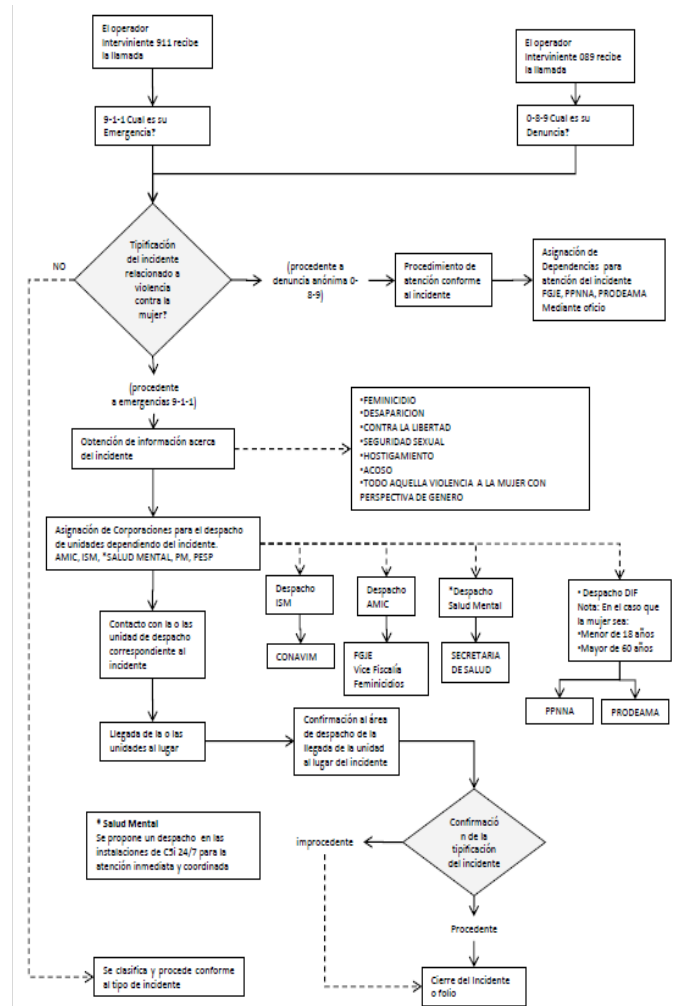 El operador
Interviniente 911 recibe
la llamada
El operador
Interviniente 089 recibe
la llamada
9-1-1 Cual es su
Emergencia?
0-8-9 Cual es su
Denuncia?
NO
Tipificación
del incidente
relacionado a
violencia
contra la
mujer?
(procedente a
denuncia anónima 0-
8-9)
Procedimiento de
atención conforme
al incidente
Asignación de
Dependencias para
atención del incidente
FGJE, PPNNA, PRODEAMA
Mediante oficio
(procedente
a emergencias 9-1-1)
Obtención de información acerca
del incidente
•FEMINICIDIO
•DESAPARICION
•CONTRA LA LIBERTAD
•SEGURIDAD SEXUAL
•HOSTIGAMIENTO
•ACOSO
•TODO AQUELLA VIOLENCIA A LA MUJER CON
PERSPECTIVA DE GENERO
Asignación de Corporaciones para el despacho
de unidades dependiendo del incidente.
AMIC, ISM, *SALUD MENTAL, PM, PESP
Despacho
ISM
Despacho
AMIC
*Despacho
Salud Mental
• Despacho DIF
Nota: En el caso que
la mujer sea:
•Menor de 18 años
•Mayor de 60 años
CONAVIM
FGJE
Vice Fiscalía
Feminicidios
SECRETARIA
DE SALUD
PPNNA
PRODEAMA
Contacto con la o las
unidad de despacho
correspondiente al
incidente
Llegada de la o las
unidades al lugar
Confirmación al área
de despacho de la
llegada de la unidad
al lugar del incidente
* Salud Mental
Se propone un despacho en las
instalaciones de C5i 24/7 para la
atención inmediata y coordinada
improcedente
Confirmació
n de la
tipificación
del incidente
Procedente
Se clasifica y procede conforme
al tipo de incidente
Cierre del Incidente
o folio